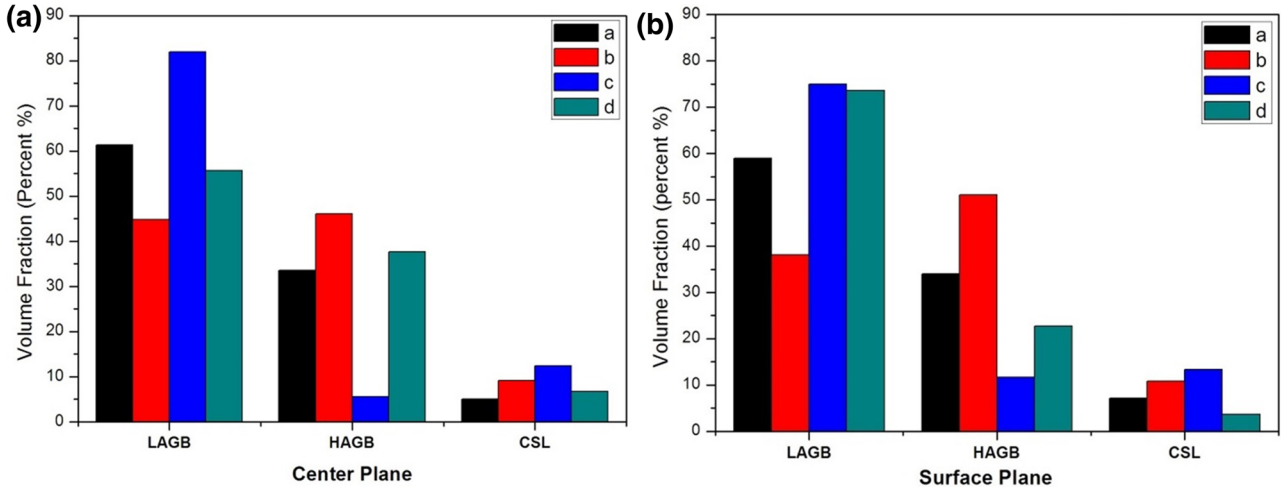 (a)
Volume Fraction (Percent %)
90
80
70
60
50
40
30
20
10
0
a
b
c
d
LAGB HAGB CSL
Center Plane
(b)
Volume Fraction (percent %)
90
80
70
60
50
40
30
20
10
0
a
b
c
d
LAGB HAGB CSL
Surface Plane